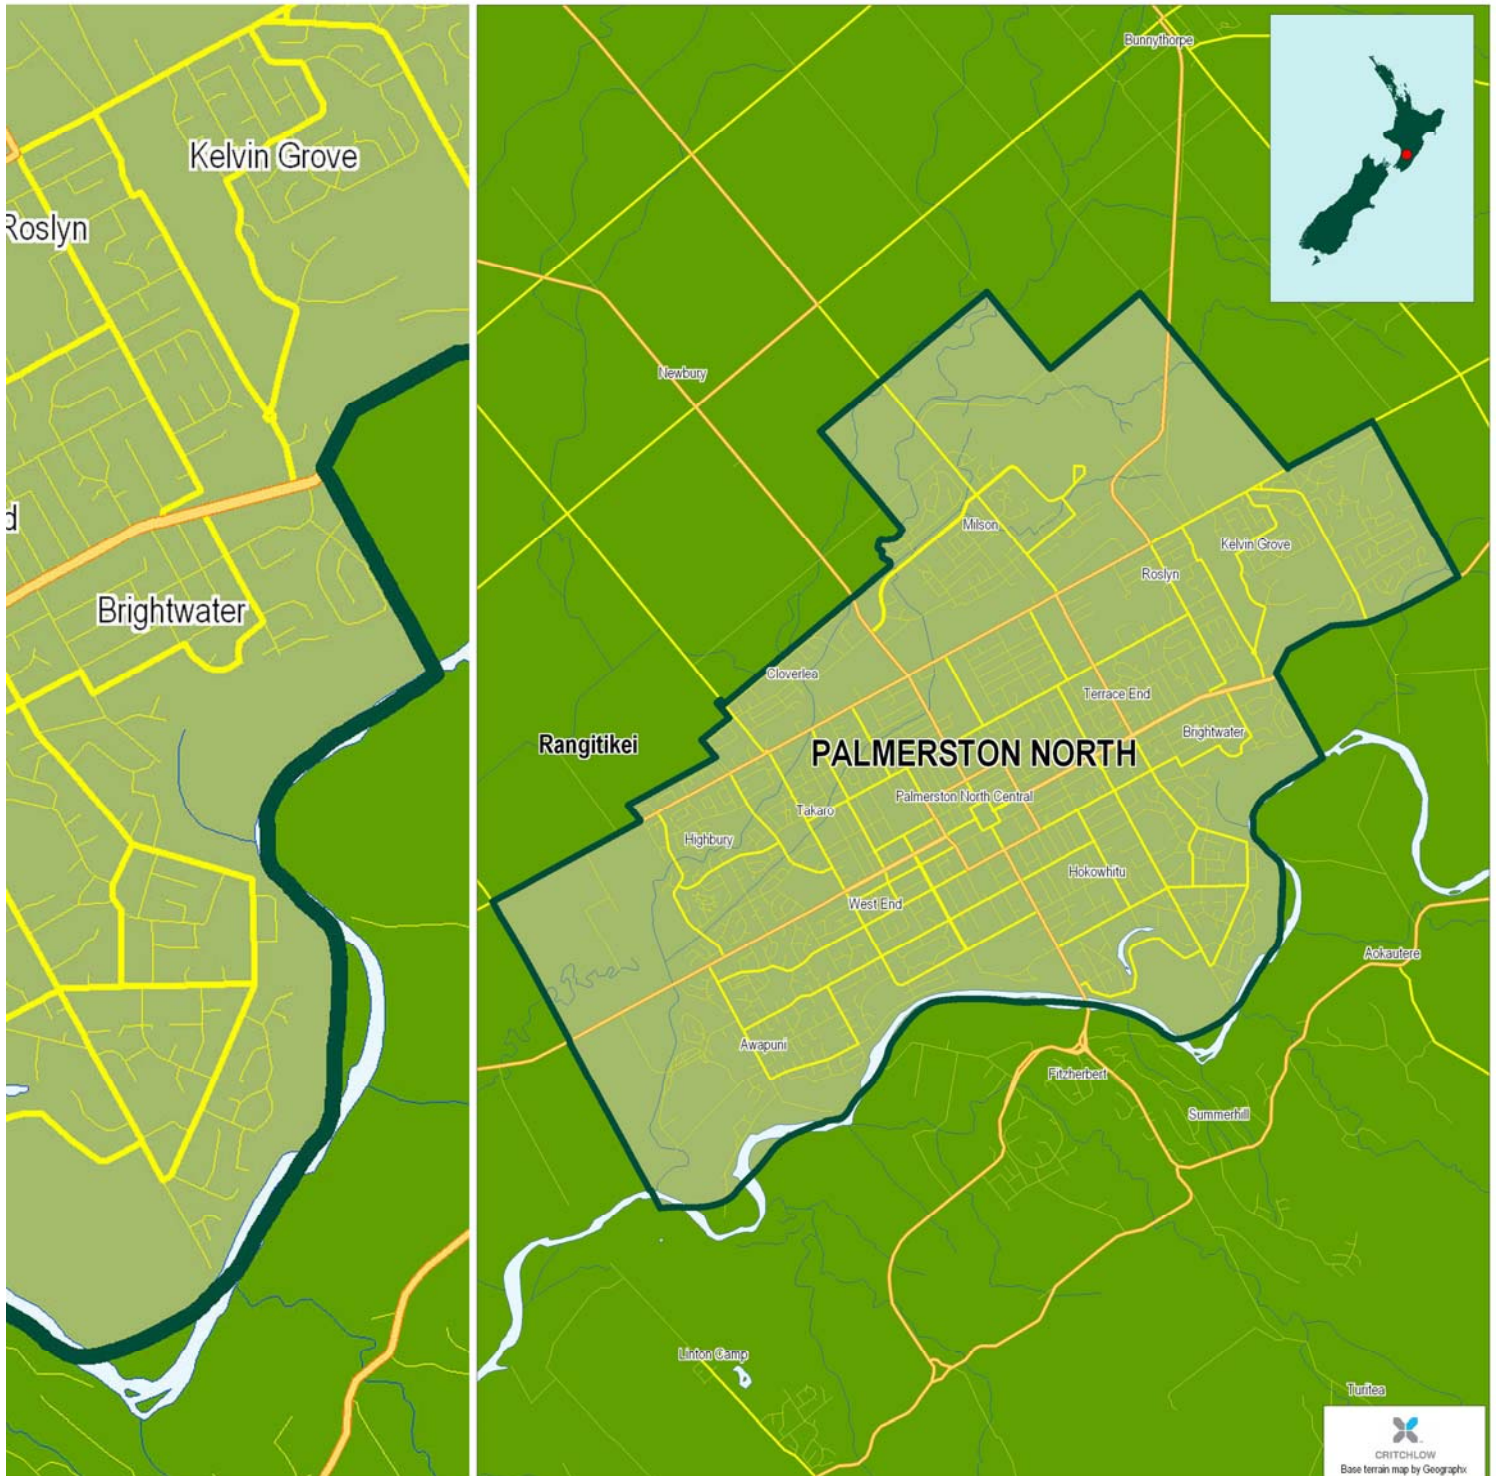 Kelvin Grove
Roslyn
d
Brightwater
Bunnythorpe
Newbury
Milson
Kelvin Grove
Roslyn
Cloverlea
Terrace End
Brightwater
Rangitikei
PALMERSTON NORTH
Palmerston North Central
Takaro
Highbury
Hokowhitu
West End
Aokautere
Awapuni
Fitzherbert
Summerhill
Linton Camp
Turitea
CRITCHLOW
Base terrain map by Geographx